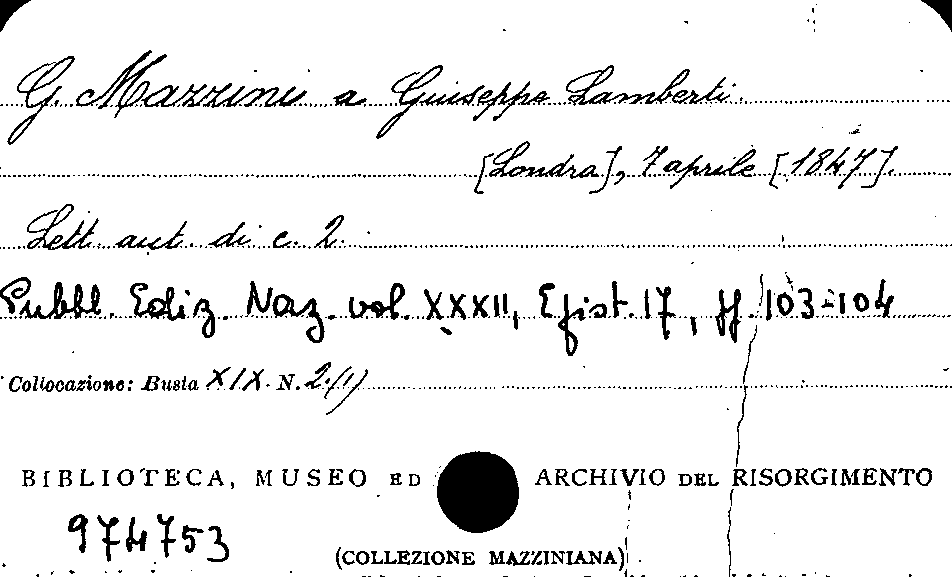 G. Mazzini a Giuseppe Lamberti.
[Londra], 7 aprile [1847].
Lett. aut. di c. 2.
Pubbl. Ediz. Naz. vol. XXXII, Epist. 17, pp. 103-104
Collocazione: Busta XIX. N. 2(1)
BIBLIOTECA, MUSEO ED ARCHIVIO DEL RISORGIMENTO
974753
(COLLEZIONE MAZZINIANA)